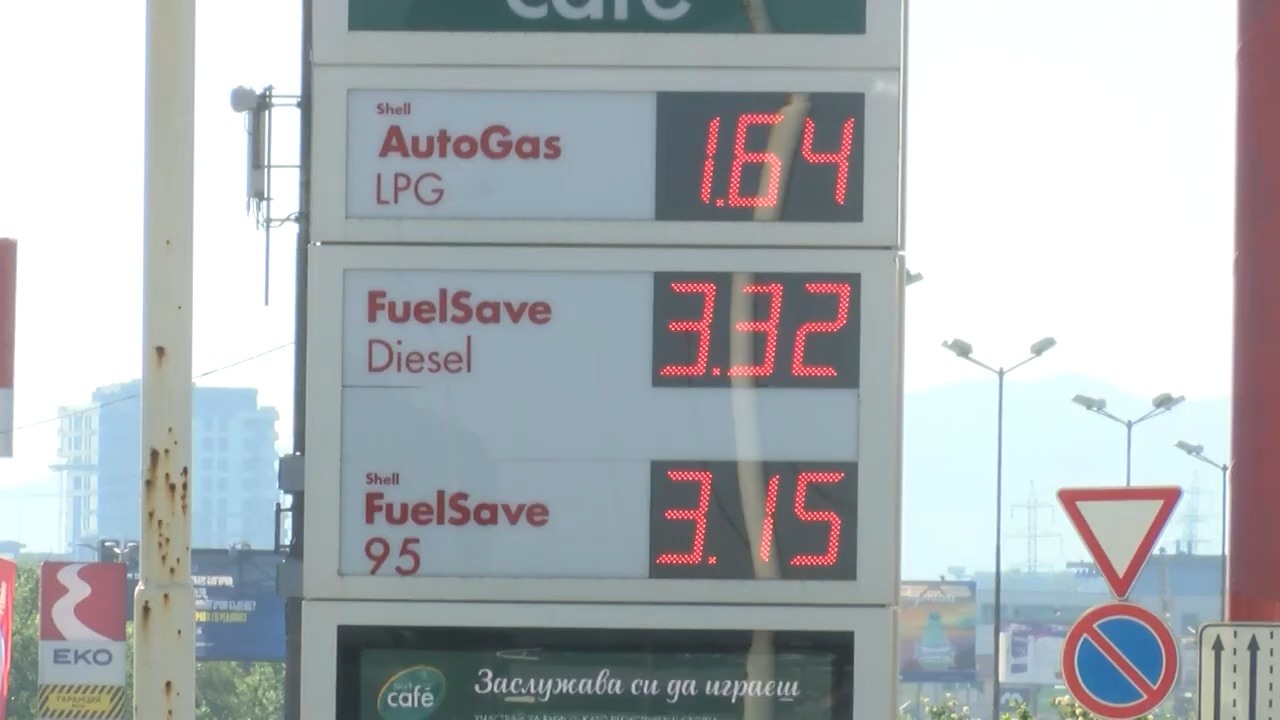 café
Shell
AutoGas
LPG
1.64
FuelSave
Diesel
3.32
Shell
FuelSave
95
3.15
café
Заслужава си да играеш
EKO
ГАРАНЦИЯ